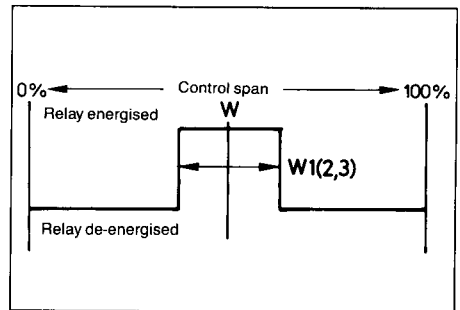 0% Control span 100%
Relay energised W
W1(2,3)
Relay de-energised